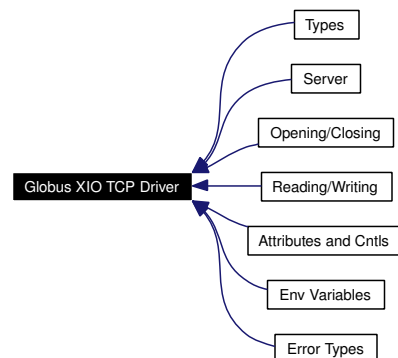 Types
Server
Opening/Closing
Globus XIO TCP Driver
Reading/Writing
Attributes and Cntls
Env Variables
Error Types